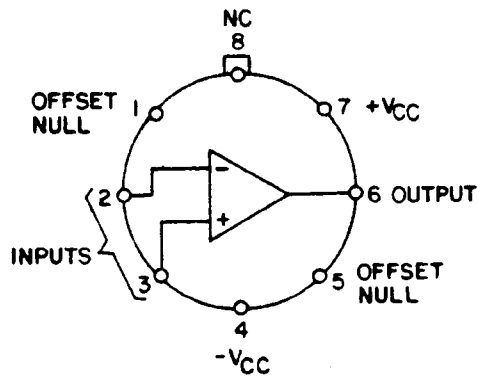 NC
8
OFFSET
NULL
1
7 +VCC
-
2
6 OUTPUT
+
INPUTS
3
5 OFFSET
NULL
4
-VCC